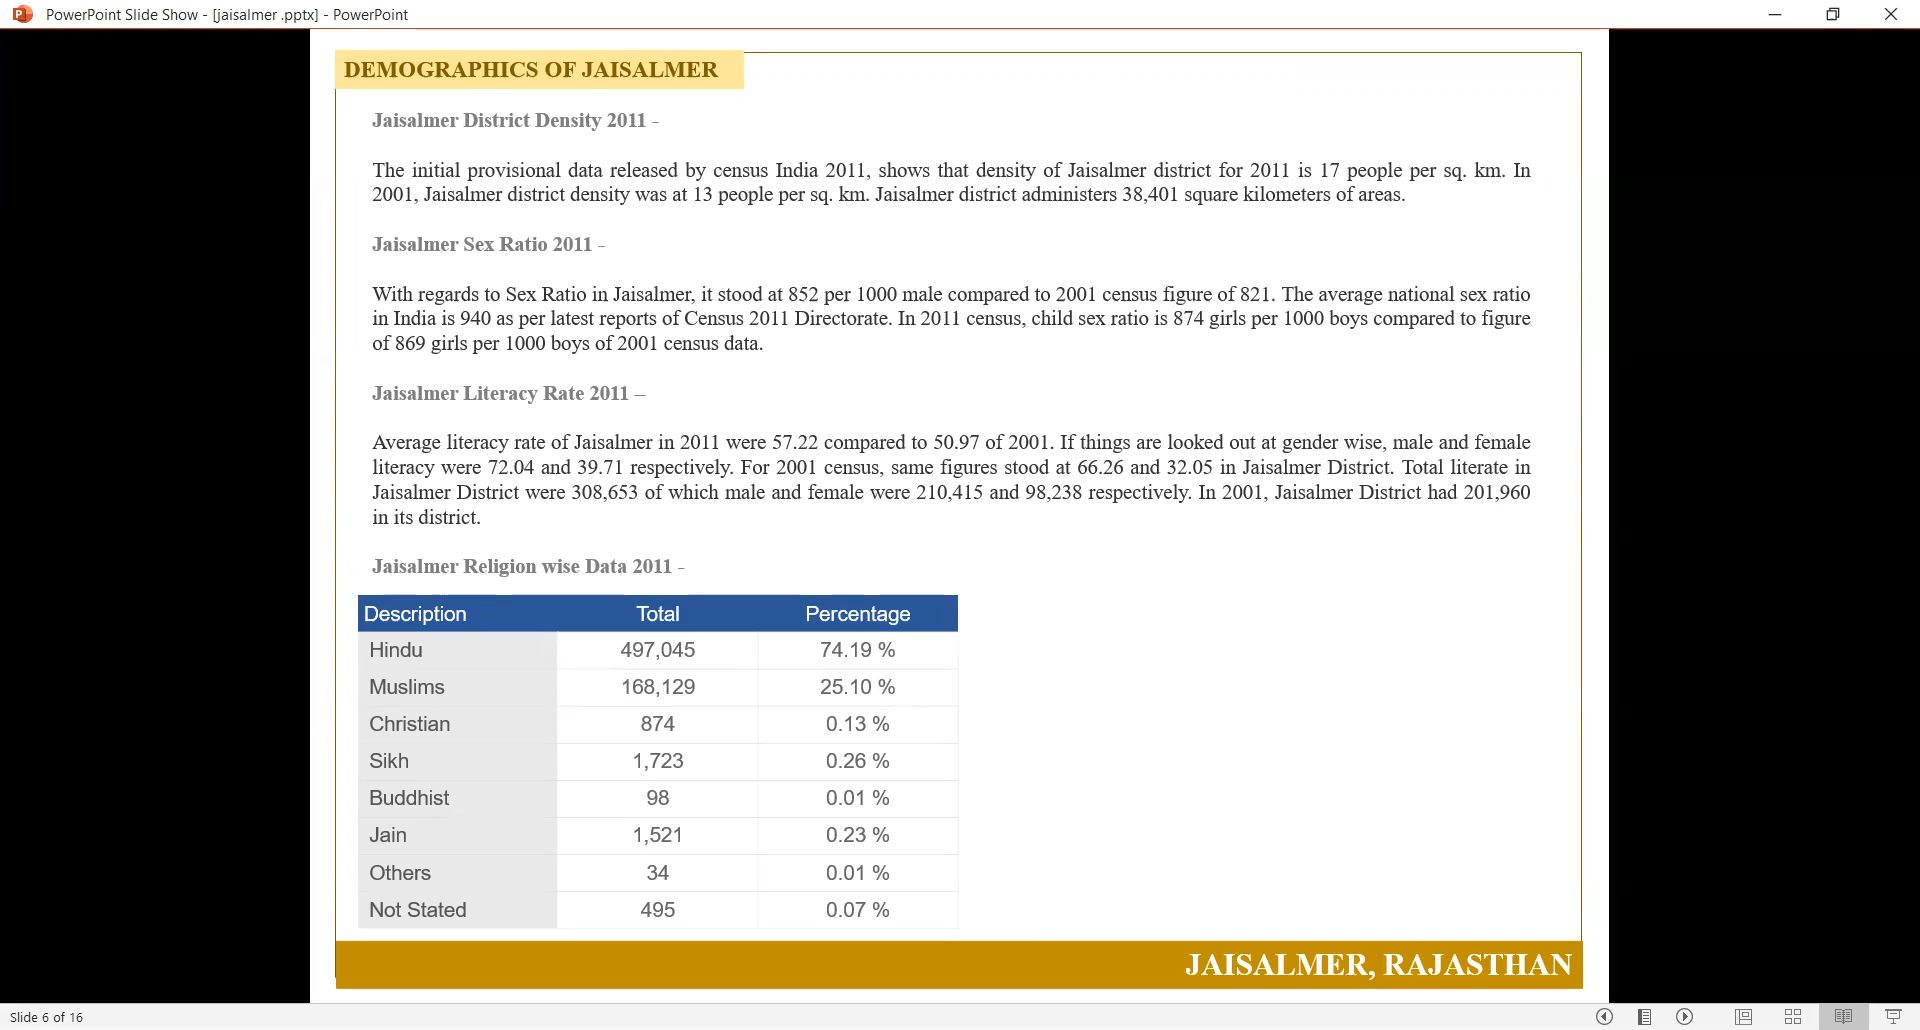 PowerPoint Slide Show - [jaisalmer .pptx] - PowerPoint
DEMOGRAPHICS OF JAISALMER
Jaisalmer District Density 2011 -
The initial provisional data released by census India 2011, shows that density of Jaisalmer district for 2011 is 17 people per sq. km. In
2001, Jaisalmer district density was at 13 people per sq. km. Jaisalmer district administers 38,401 square kilometers of areas.
Jaisalmer Sex Ratio 2011 -
With regards to Sex Ratio in Jaisalmer, it stood at 852 per 1000 male compared to 2001 census figure of 821. The average national sex ratio
in India is 940 as per latest reports of Census 2011 Directorate. In 2011 census, child sex ratio is 874 girls per 1000 boys compared to figure
of 869 girls per 1000 boys of 2001 census data.
Jaisalmer Literacy Rate 2011 –
Average literacy rate of Jaisalmer in 2011 were 57.22 compared to 50.97 of 2001. If things are looked out at gender wise, male and female
literacy were 72.04 and 39.71 respectively. For 2001 census, same figures stood at 66.26 and 32.05 in Jaisalmer District. Total literate in
Jaisalmer District were 308,653 of which male and female were 210,415 and 98,238 respectively. In 2001, Jaisalmer District had 201,960
in its district.
Jaisalmer Religion wise Data 2011 -
Description Total Percentage
Hindu 497,045 74.19 %
Muslims 168,129 25.10 %
Christian 874 0.13 %
Sikh 1,723 0.26 %
Buddhist 98 0.01 %
Jain 1,521 0.23 %
Others 34 0.01 %
Not Stated 495 0.07 %
JAISALMER, RAJASTHAN
Slide 6 of 16